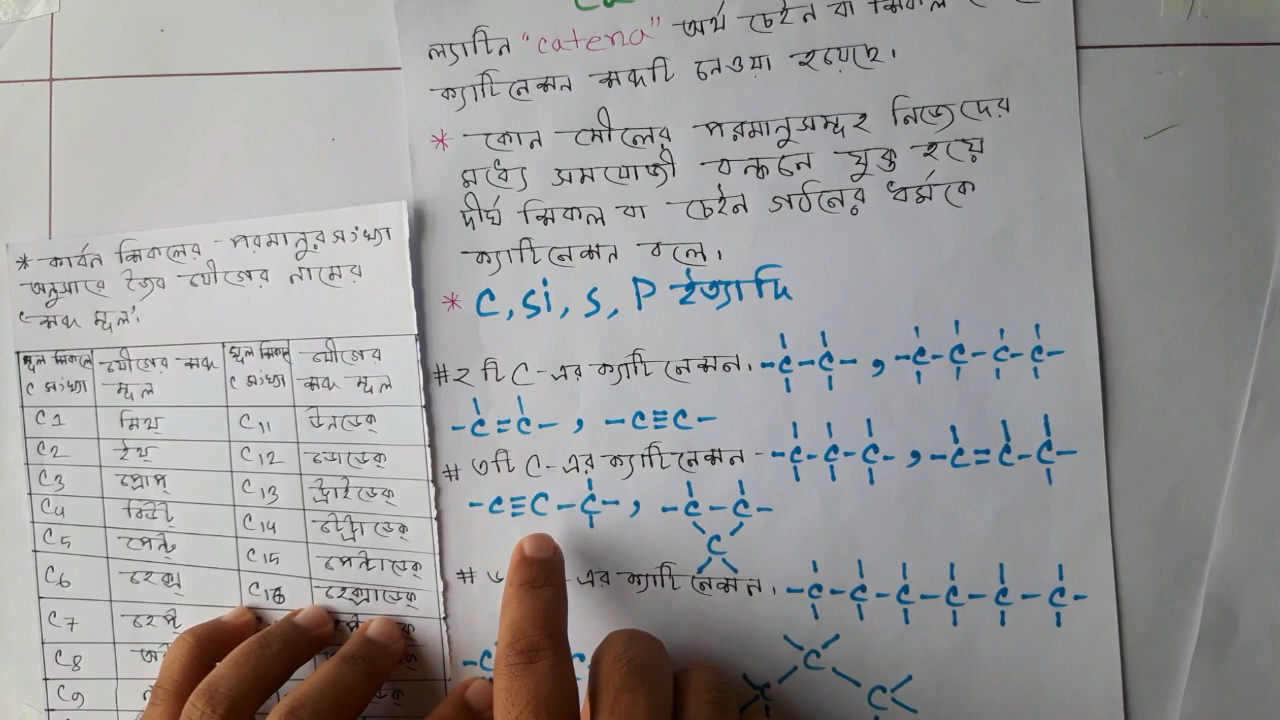 ল্যাটিন "catena" অর্থ চেইন বা শিকল
ক্যাটিনেশন শব্দটি নেওয়া হয়েছে।
* কোন মৌলের পরমানুসমূহ নিজেদের
মধ্যে সমযোজী বন্ধনে যুক্ত হয়ে
দীর্ঘ শিকল বা চেইন গঠনের ধর্মকে
ক্যাটিনেশন বলে।
* C, Si, S, P ইত্যাদি
#২ টি C-এর ক্যাটিনেশন। -C-C-, -C-C-C-C-
-C=C-, -C≡C-
# ৩টি C-এর ক্যাটিনেশন -C-C-C-, -C=C-C-
-C≡C-C-, -C-C-
C
# ৬ -এর ক্যাটিনেশন। -C-C-C-C-C-C-
-C C
C
* কার্বন শিকলের পরমানুর সংখ্যা
অনুসারে জৈব যৌগের নামের
শব্দ মূল।
মূল শিকলে C সংখ্যা যৌগের শব্দ মূল মূল শিকলে C সংখ্যা যৌগের শব্দ মূল
C1 মিথ্ C11 উনডেক্
C2 ইথ্ C12 ডোডেক্
C3 প্রোপ্ C13 ট্রাইডেক্
C4 বিউট্ C14 টেট্রাডেক্
C5 পেন্ট্ C15 পেন্টাডেক্
C6 হেক্স্ C16 হেক্সাডেক্
C7 হেপ্ট্
C8
C9